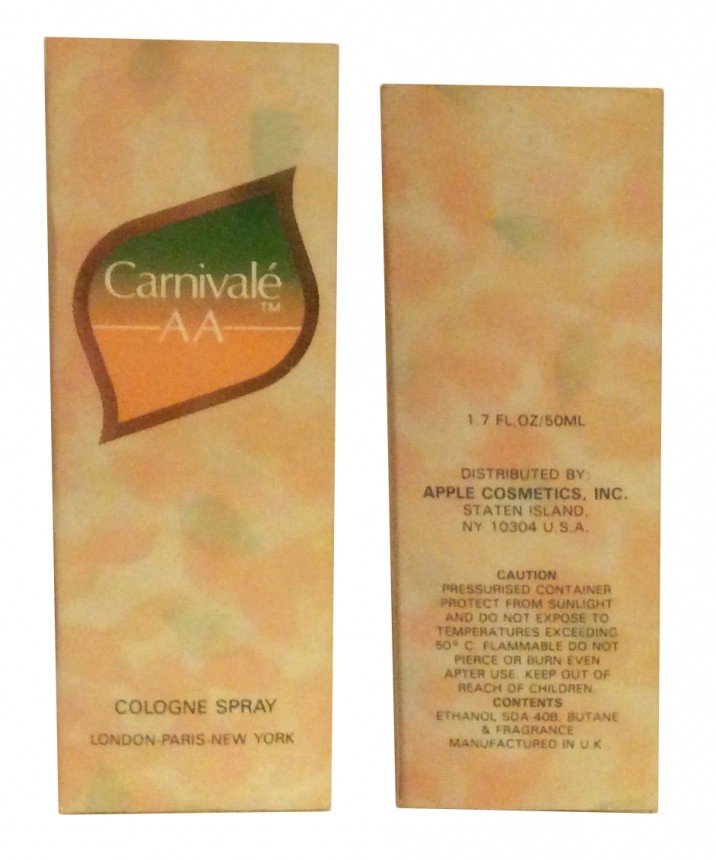 Carnivalé
TM
AA
COLOGNE SPRAY
LONDON-PARIS-NEW YORK
1.7 FL.OZ/50ML
DISTRIBUTED BY:
APPLE COSMETICS, INC.
STATEN ISLAND,
NY 10304 U.S.A.
CAUTION
PRESSURISED CONTAINER
PROTECT FROM SUNLIGHT
AND DO NOT EXPOSE TO
TEMPERATURES EXCEEDING
50° C. FLAMMABLE DO NOT
PIERCE OR BURN EVEN
AFTER USE. KEEP OUT OF
REACH OF CHILDREN.
CONTENTS
ETHANOL SDA-40B, BUTANE
& FRAGRANCE
MANUFACTURED IN U.K